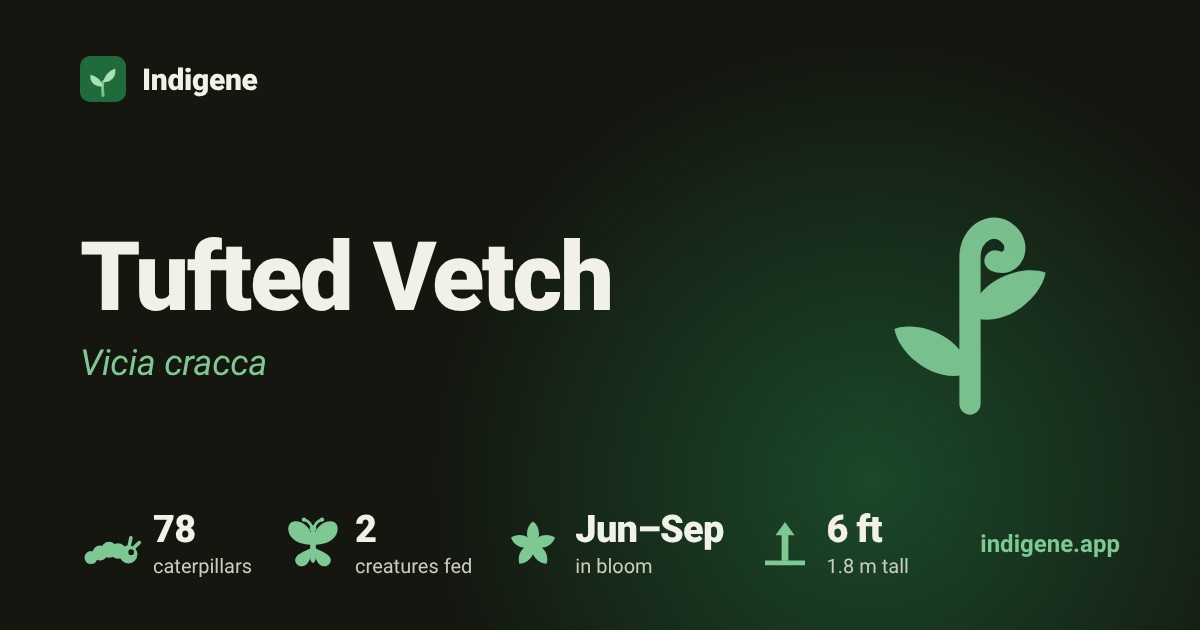 Indigene
Tufted Vetch
Vicia cracca
78
caterpillars
2
creatures fed
Jun–Sep
in bloom
6 ft
1.8 m tall
indigene.app